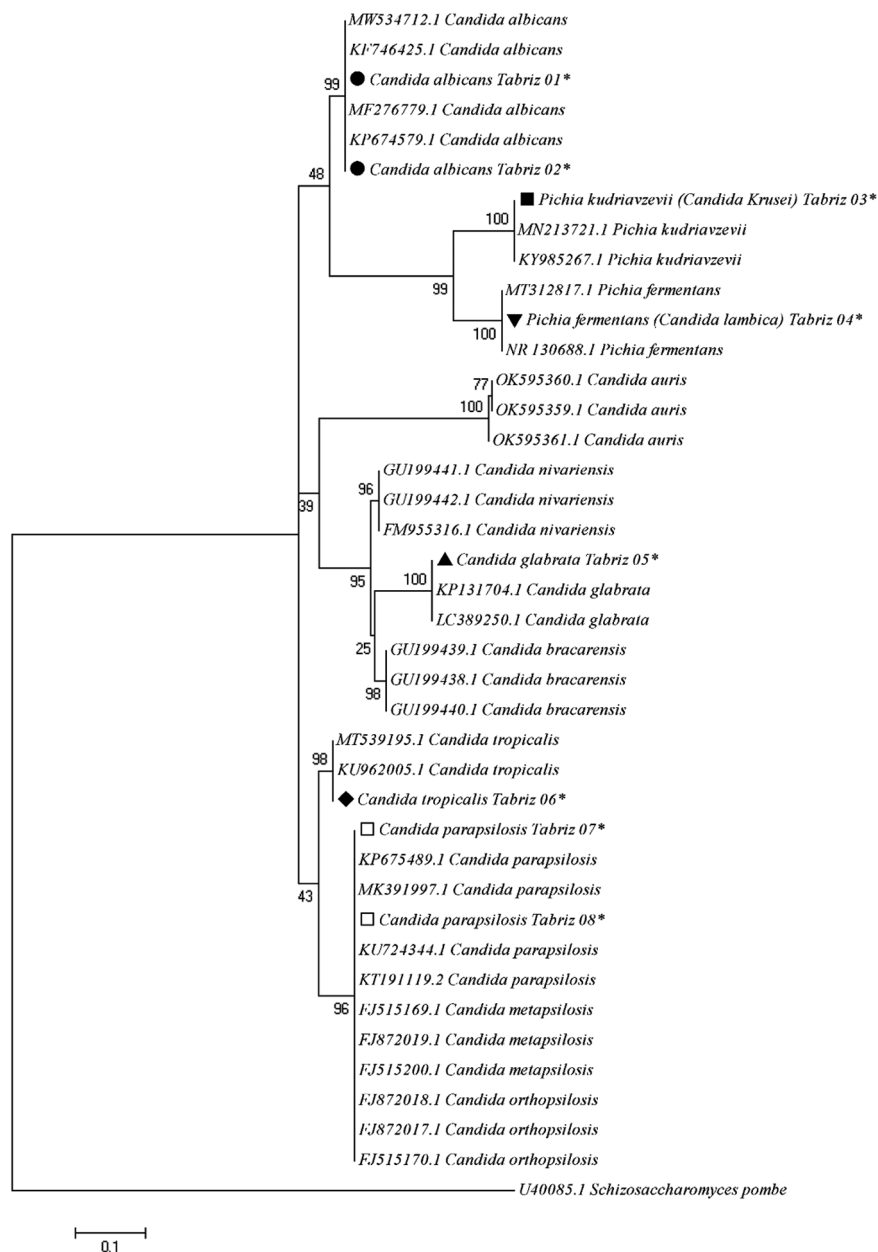 MW534712.1 Candida albicans
KF746425.1 Candida albicans
Candida albicans Tabriz 01*
99
MF276779.1 Candida albicans
KP674579.1 Candida albicans
Candida albicans Tabriz 02*
48
Pichia kudriavzevii (Candida Krusei) Tabriz 03*
100
MN213721.1 Pichia kudriavzevii
KY985267.1 Pichia kudriavzevii
99
MT312817.1 Pichia fermentans
Pichia fermentans (Candida lambica) Tabriz 04*
100
NR 130688.1 Pichia fermentans
77
OK595360.1 Candida auris
100
OK595359.1 Candida auris
OK595361.1 Candida auris
39
GU199441.1 Candida nivariensis
96
GU199442.1 Candida nivariensis
FM955316.1 Candida nivariensis
Candida glabrata Tabriz 05*
95
100
KP131704.1 Candida glabrata
LC389250.1 Candida glabrata
25
GU199439.1 Candida bracarensis
GU199438.1 Candida bracarensis
98
GU199440.1 Candida bracarensis
MT539195.1 Candida tropicalis
98
KU962005.1 Candida tropicalis
Candida tropicalis Tabriz 06*
Candida parapsilosis Tabriz 07*
KP675489.1 Candida parapsilosis
43
MK391997.1 Candida parapsilosis
Candida parapsilosis Tabriz 08*
KU724344.1 Candida parapsilosis
KT191119.2 Candida parapsilosis
96
FJ515169.1 Candida metapsilosis
FJ872019.1 Candida metapsilosis
FJ515200.1 Candida metapsilosis
FJ872018.1 Candida orthopsilosis
FJ872017.1 Candida orthopsilosis
FJ515170.1 Candida orthopsilosis
U40085.1 Schizosaccharomyces pombe
0.1